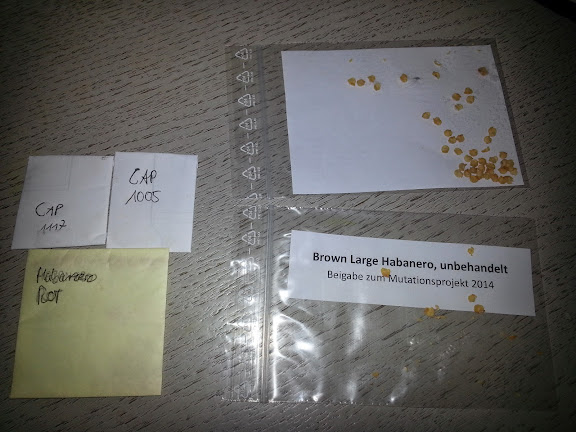 CAP
1117
CAP
1005
Habanero
ROT
Brown Large Habanero, unbehandelt
Beigabe zum Mutationsprojekt 2014